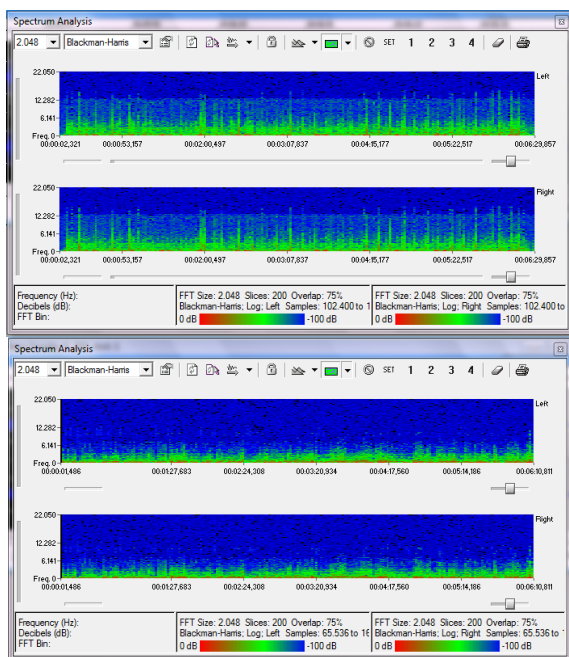 Spectrum Analysis
2.048 Blackman-Harris SET 1 2 3 4
22.050
Left
12.282
6.141
Freq. 0
00:00:02,321 00:00:53,157 00:02:00,497 00:03:07,837 00:04:15,177 00:05:22,517 00:06:29,857
22.050
Right
12.282
6.141
Freq. 0
00:00:02,321 00:00:53,157 00:02:00,497 00:03:07,837 00:04:15,177 00:05:22,517 00:06:29,857
Frequency (Hz):
Decibels (dB):
FFT Bin:
FFT Size: 2.048 Slices: 200 Overlap: 75%
Blackman-Harris: Log: Left Samples: 102.400 to 1
0 dB -100 dB
FFT Size: 2.048 Slices: 200 Overlap: 75%
Blackman-Harris: Log: Right Samples: 102.400 to
0 dB -100 dB
Spectrum Analysis
2.048 Blackman-Harris SET 1 2 3 4
22.050
Left
12.282
6.141
Freq. 0
00:00:01,486 00:01:27,683 00:02:24,308 00:03:20,934 00:04:17,560 00:05:14,186 00:06:10,811
22.050
Right
12.282
6.141
Freq. 0
00:00:01,486 00:01:27,683 00:02:24,308 00:03:20,934 00:04:17,560 00:05:14,186 00:06:10,811
Frequency (Hz):
Decibels (dB):
FFT Bin:
FFT Size: 2.048 Slices: 200 Overlap: 75%
Blackman-Harris: Log; Left Samples: 65.536 to 16
0 dB -100 dB
FFT Size: 2.048 Slices: 200 Overlap: 75%
Blackman-Harris; Log; Right Samples: 65.536 to
0 dB -100 dB